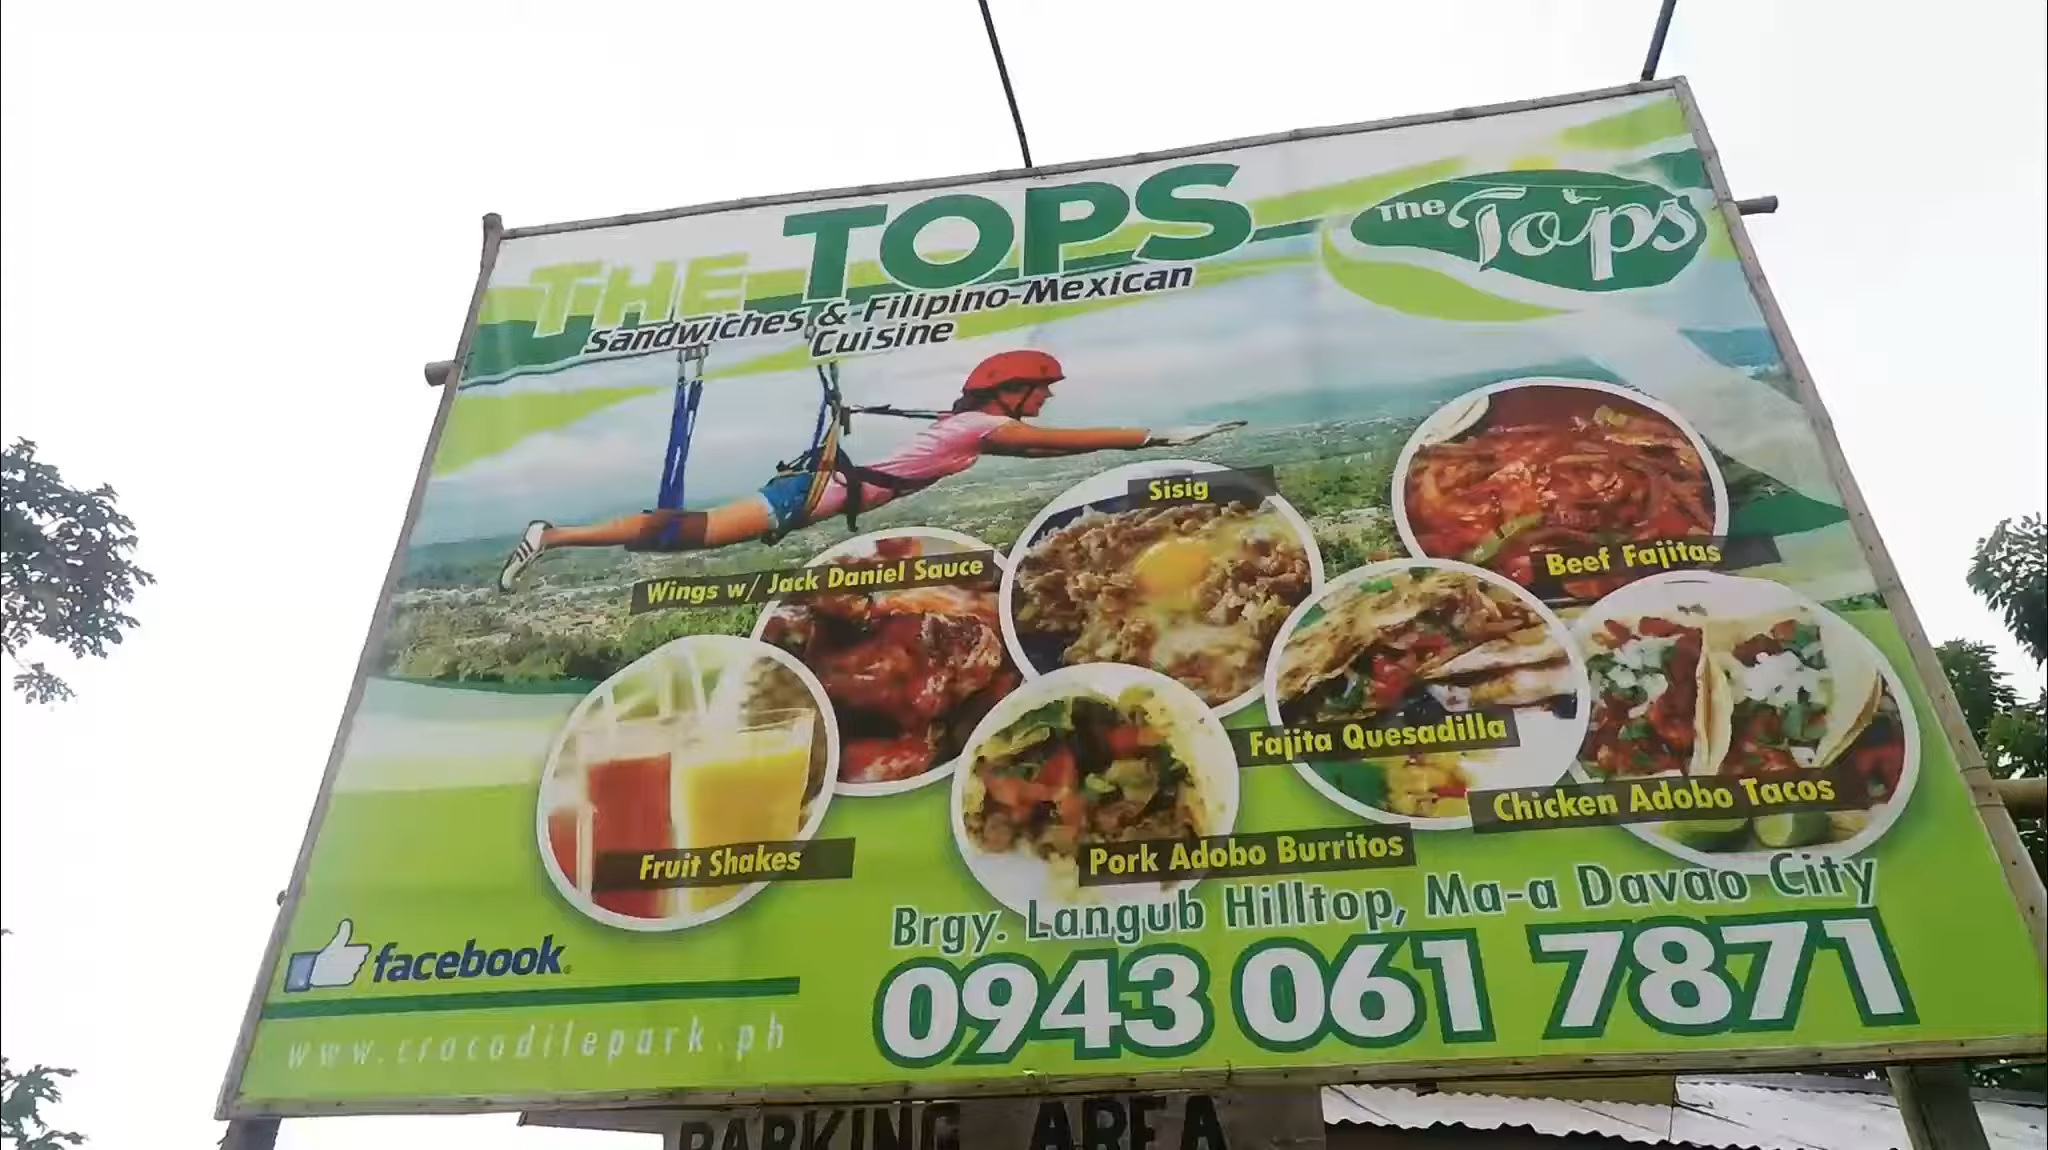 THE TOPS
Sandwiches & Filipino-Mexican
Cuisine
The Tops
Sisig
Beef Fajitas
Wings w/ Jack Daniel Sauce
Fajita Quesadilla
Chicken Adobo Tacos
Fruit Shakes
Pork Adobo Burritos
Brgy. Langub Hilltop, Ma-a Davao City
0943 061 7871
facebook
www.crocodilepark.ph
PARKING AREA